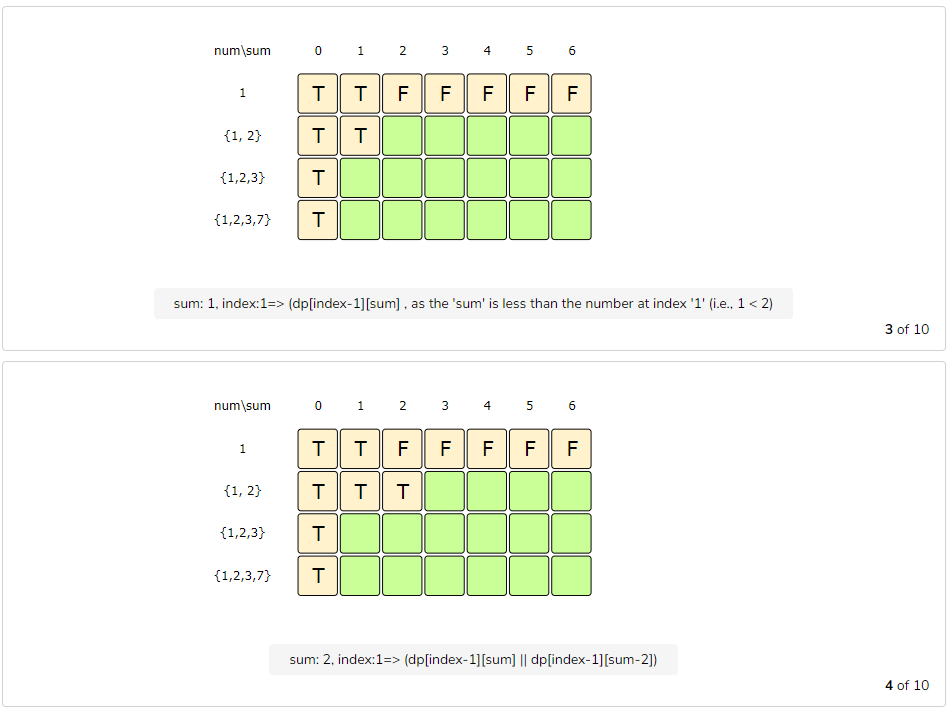 num\sum 0 1 2 3 4 5 6
1 T T F F F F F
{1, 2} T T
{1,2,3} T
{1,2,3,7} T
sum: 1, index:1=> (dp[index-1][sum] , as the 'sum' is less than the number at index '1' (i.e., 1 < 2)
3 of 10
num\sum 0 1 2 3 4 5 6
1 T T F F F F F
{1, 2} T T T
{1,2,3} T
{1,2,3,7} T
sum: 2, index:1=> (dp[index-1][sum] || dp[index-1][sum-2])
4 of 10